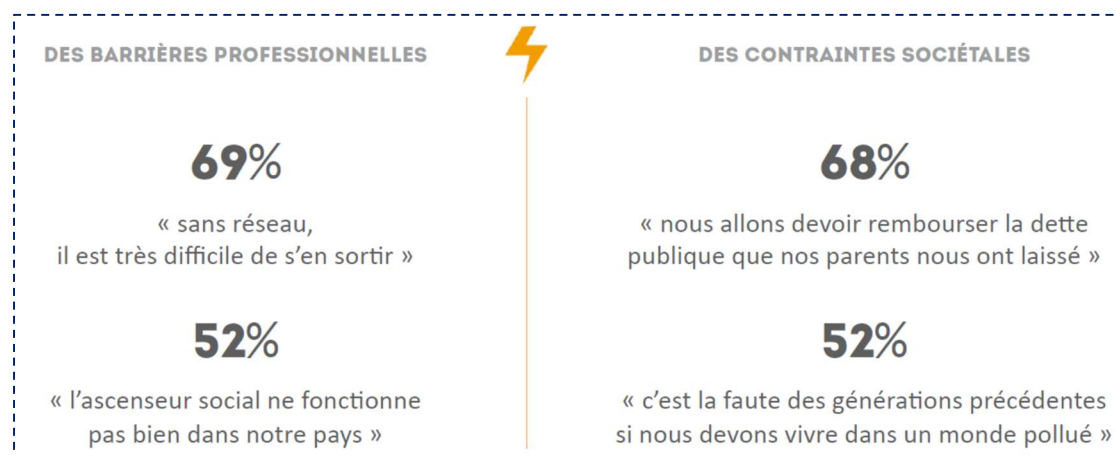 DES BARRIÈRES PROFESSIONNELLES
69%
« sans réseau,
il est très difficile de s’en sortir »
52%
« l’ascenseur social ne fonctionne
pas bien dans notre pays »
DES CONTRAINTES SOCIÉTALES
68%
« nous allons devoir rembourser la dette
publique que nos parents nous ont laissé »
52%
« c’est la faute des générations précédentes
si nous devons vivre dans un monde pollué »